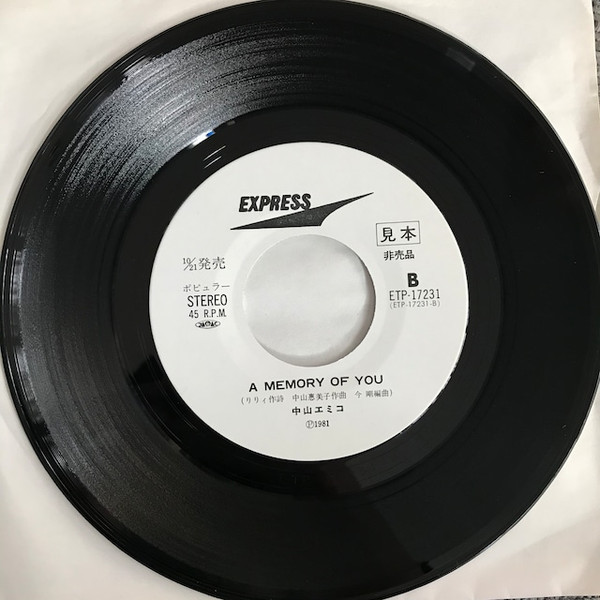 EXPRESS
見本
非売品
10/21発売
ポピュラー
STEREO
45 R.P.M.
B
ETP-17231
(ETP-17231-B)
A MEMORY OF YOU
(リリィ作詩 中山恵美子作曲 今 剛編曲)
中山エミコ
Ⓟ1981